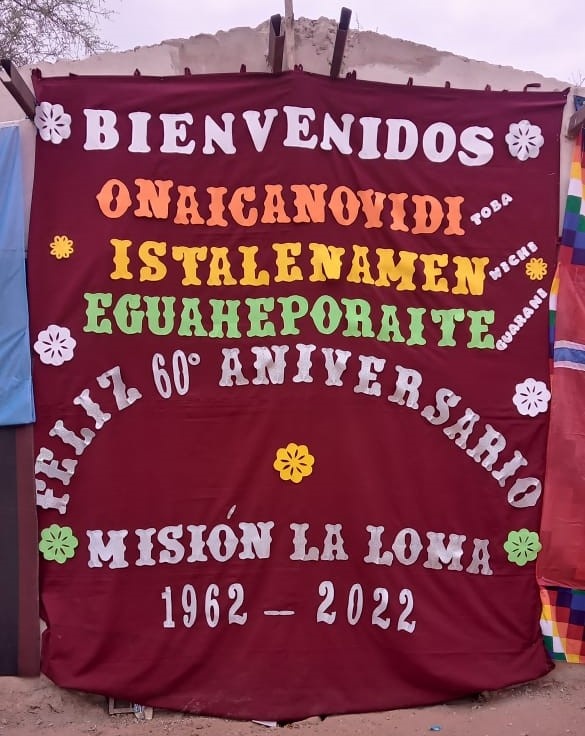 BIENVENIDOS
ONAICANOVIDI TOBA
ISTALENAMEN WICHI
EGUAHEPORAITE GUARANI
FELIZ 60° ANIVERSARIO
MISIÓN LA LOMA
1962 - 2022